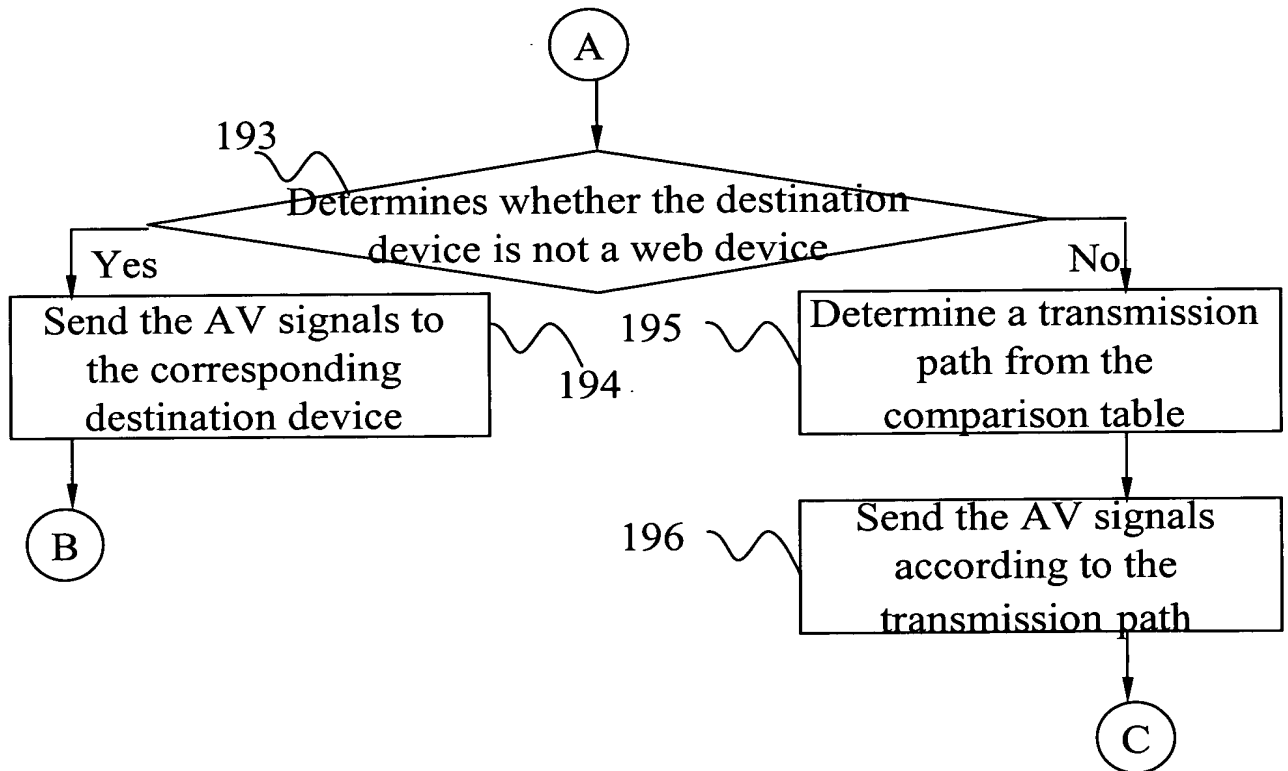 A
193
Determines whether the destination
device is not a web device
Yes
No
Send the AV signals to
the corresponding
destination device
194
195
Determine a transmission
path from the
comparison table
B
196
Send the AV signals
according to the
transmission path
C